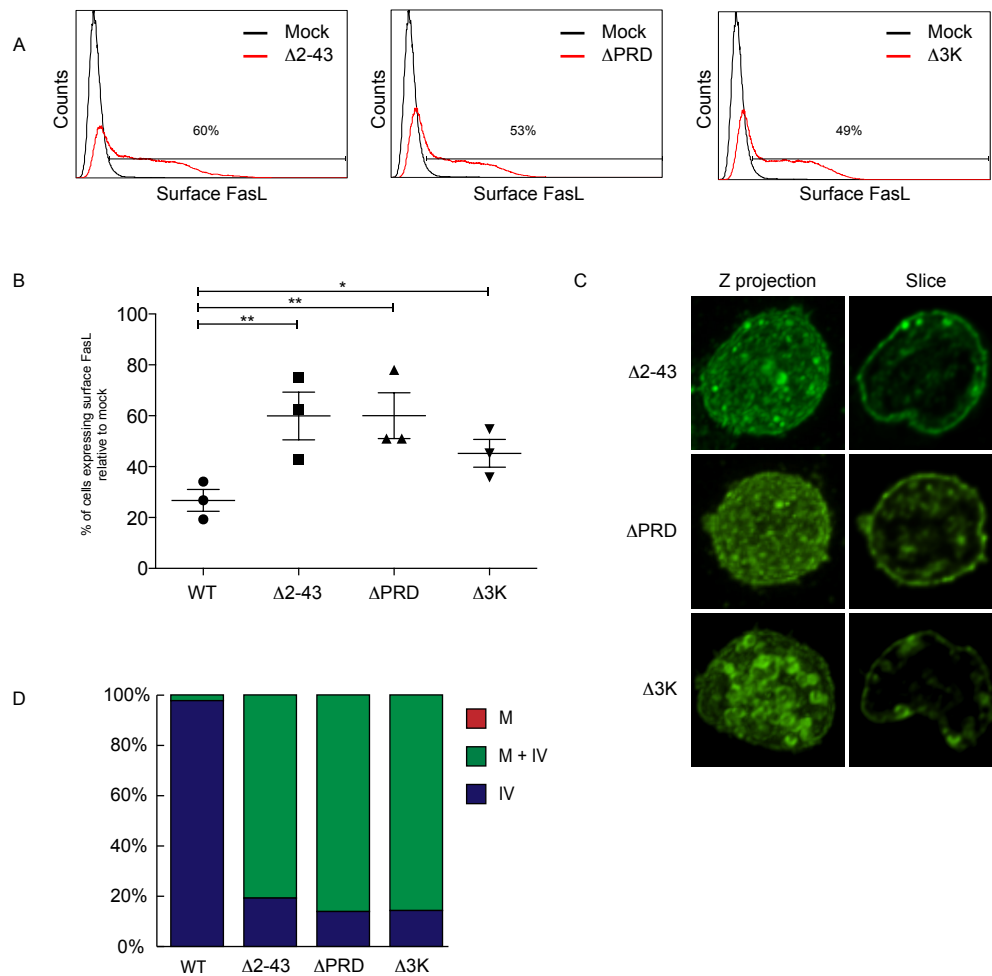 A
Mock
Δ2-43
60%
Counts
Surface FasL
Mock
ΔPRD
53%
Counts
Surface FasL
Mock
Δ3K
49%
Counts
Surface FasL
B
*
**
**
% of cells expressing surface FasL
relative to mock
100
80
60
40
20
0
WT Δ2-43 ΔPRD Δ3K
C
Z projection Slice
Δ2-43
ΔPRD
Δ3K
D
100%
80%
60%
40%
20%
0%
WT Δ2-43 ΔPRD Δ3K
M
M + IV
IV